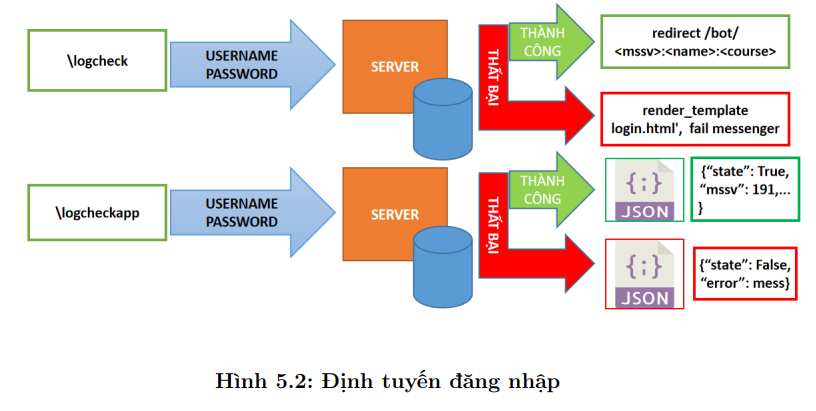 \logcheck
USERNAME
PASSWORD
SERVER
THÀNH
CÔNG
THẤT BẠI
redirect /bot/
<mssv>:<name>:<course>
render_template
login.html', fail messenger
\logcheckapp
USERNAME
PASSWORD
SERVER
THÀNH
CÔNG
THẤT BẠI
{:}
JSON
{“state”: True,
“mssv”: 191,...
}
{:}
JSON
{“state”: False,
“error”: mess}
Hình 5.2: Định tuyến đăng nhập